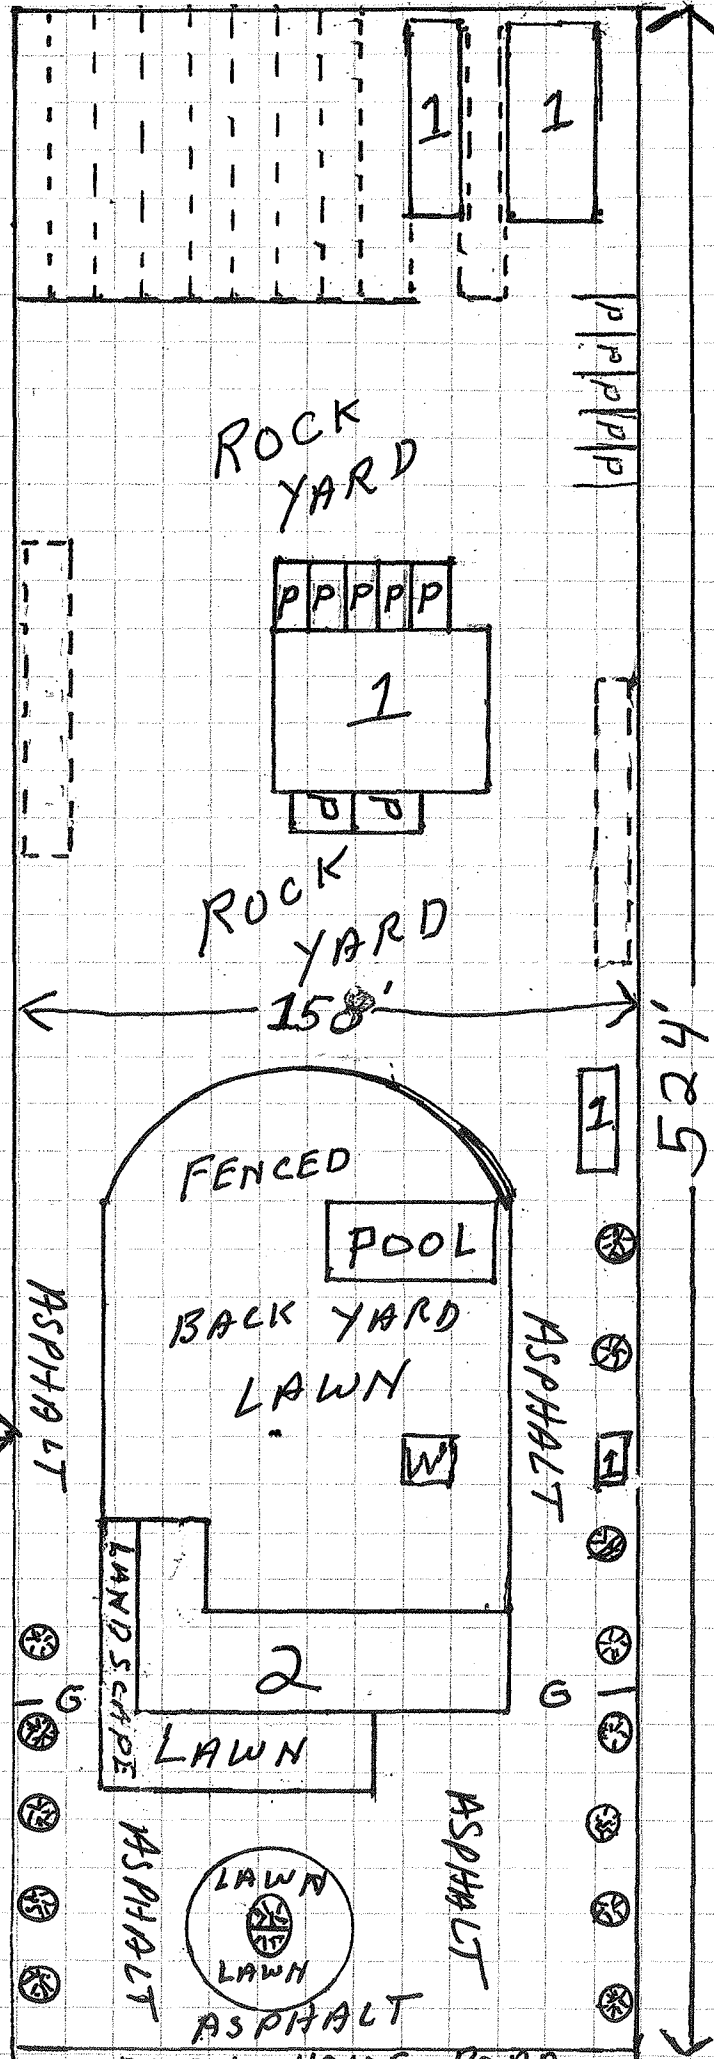 1 1
P
P
P
P
P
ROCK
YARD
P P P P P
1
P P
ROCK
YARD
158'
524'
1
FENCED
POOL
BACK YARD
LAWN
ASPHALT
ASPHALT
W
1
LANDSCAPE
2
G
G
LAWN
ASPHALT
ASPHALT
LAWN
LAWN
ASPHALT
ROAD